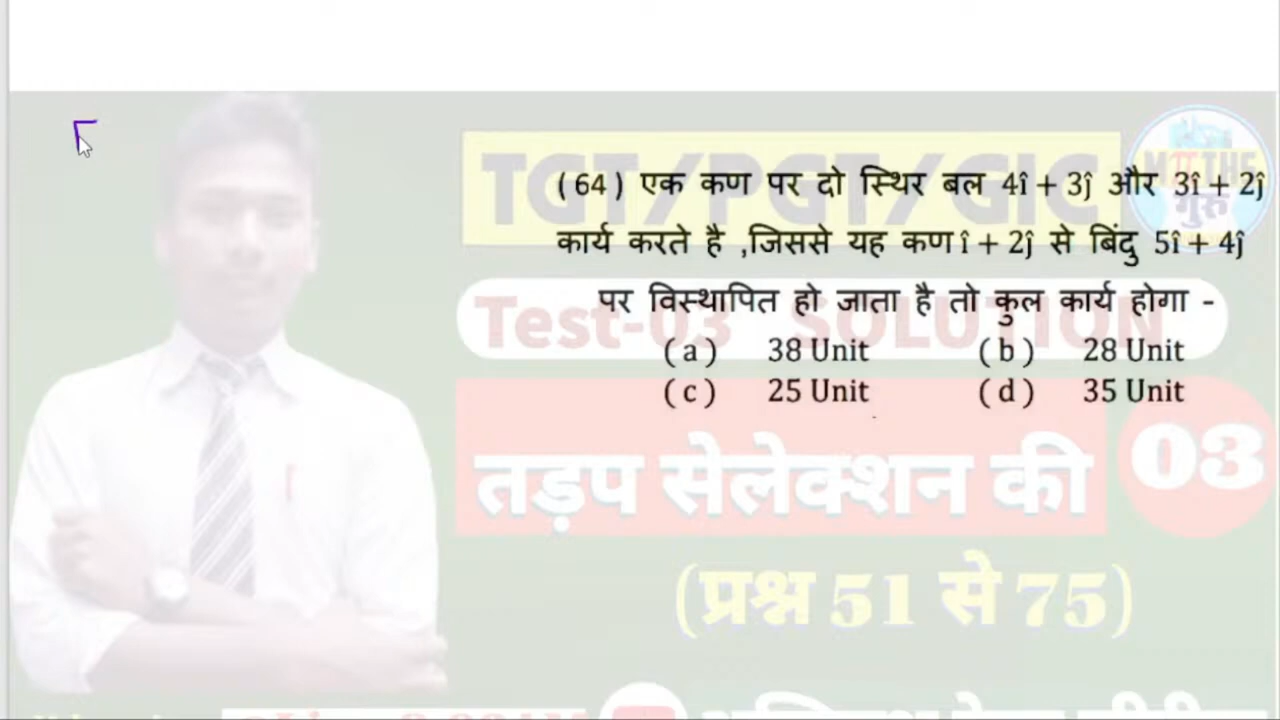 TGT/PGT/GIC
MπTHE
गुरु
(64) एक कण पर दो स्थिर बल 4î + 3ĵ और 3î + 2ĵ
कार्य करते है ,जिससे यह कण î + 2ĵ से बिंदु 5î + 4ĵ
पर विस्थापित हो जाता है तो कुल कार्य होगा -
Test-03 SOLUTION
(a) 38 Unit (b) 28 Unit
(c) 25 Unit (d) 35 Unit
तड़प सेलेक्शन की 03
(प्रश्न 51 से 75)